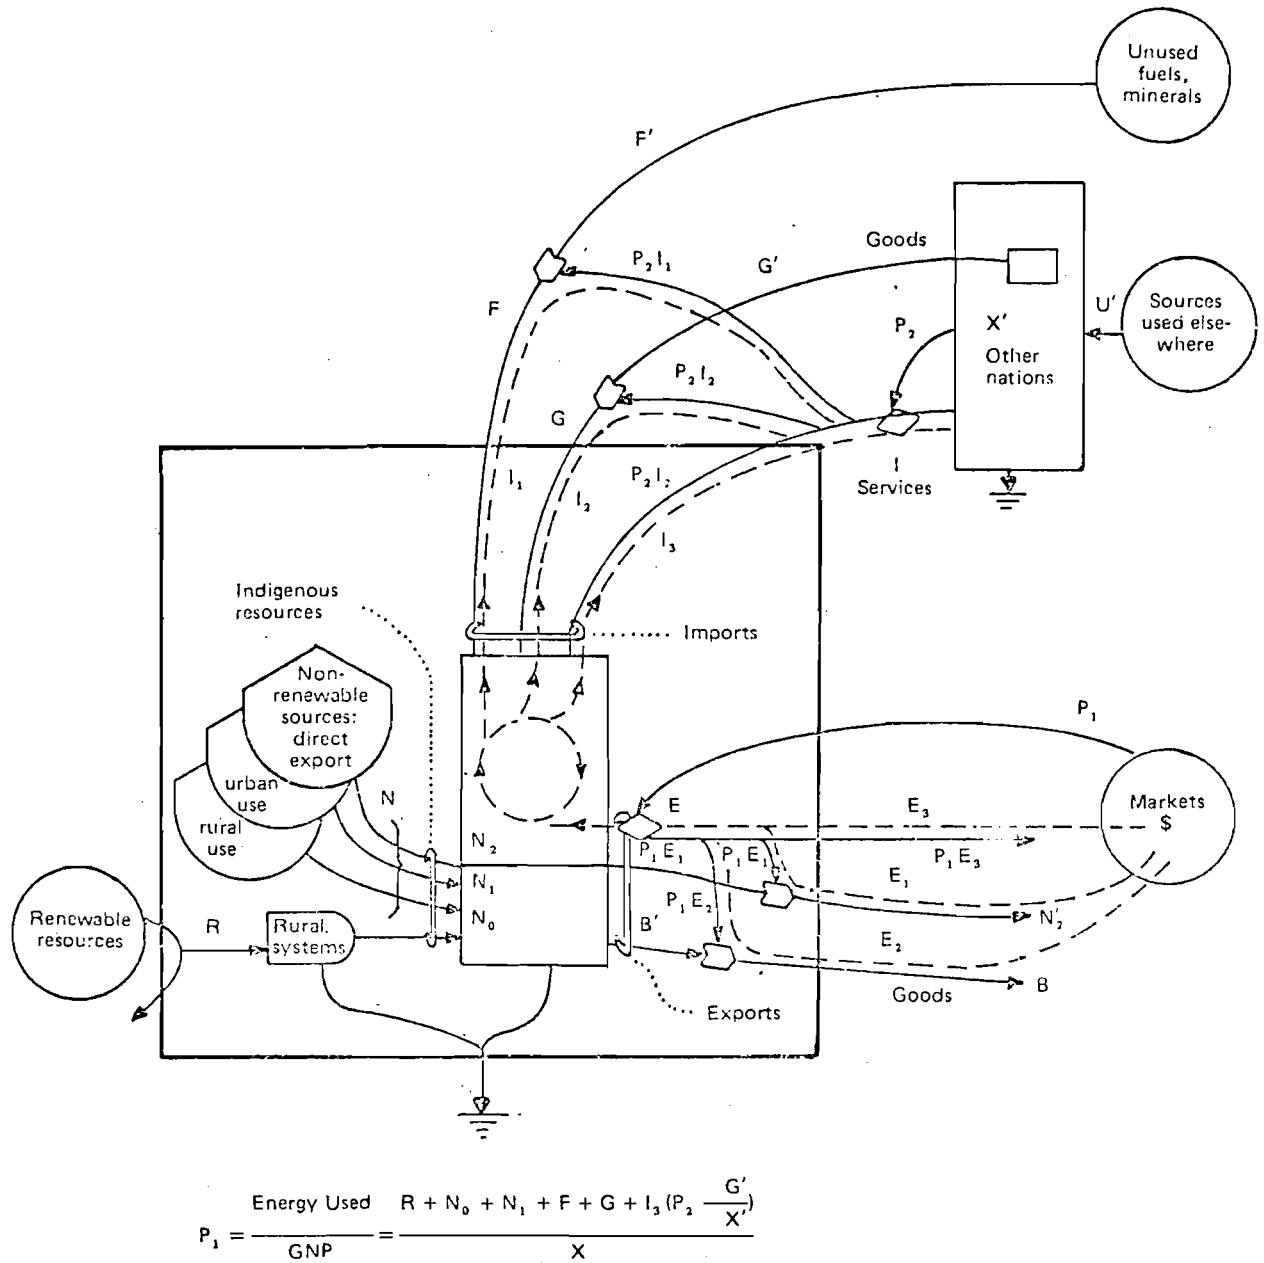 Unused
fuels,
minerals
F'
Goods
P₂I₁
G'
F
U'
Sources
used else-
where
P₂
X'
Other
nations
P₂I₂
G
I₁
I₂
P₂I₂
I
Services
I₃
Indigenous
resources
Imports
Non-
renewable
sources:
direct
export
P₁
urban
use
N
E
E₃
Markets
$
rural
use
N₂
P₁E₁
P₁E₁
P₁E₃
N₁
E₁
P₁E₂
Renewable
resources
R
Rural.
systems
N₀
B'
N₂'
E₂
Goods
B
Exports
P₁ = Energy Used / GNP = R + N₀ + N₁ + F + G + I₃ (P₂ - G' / X') / X